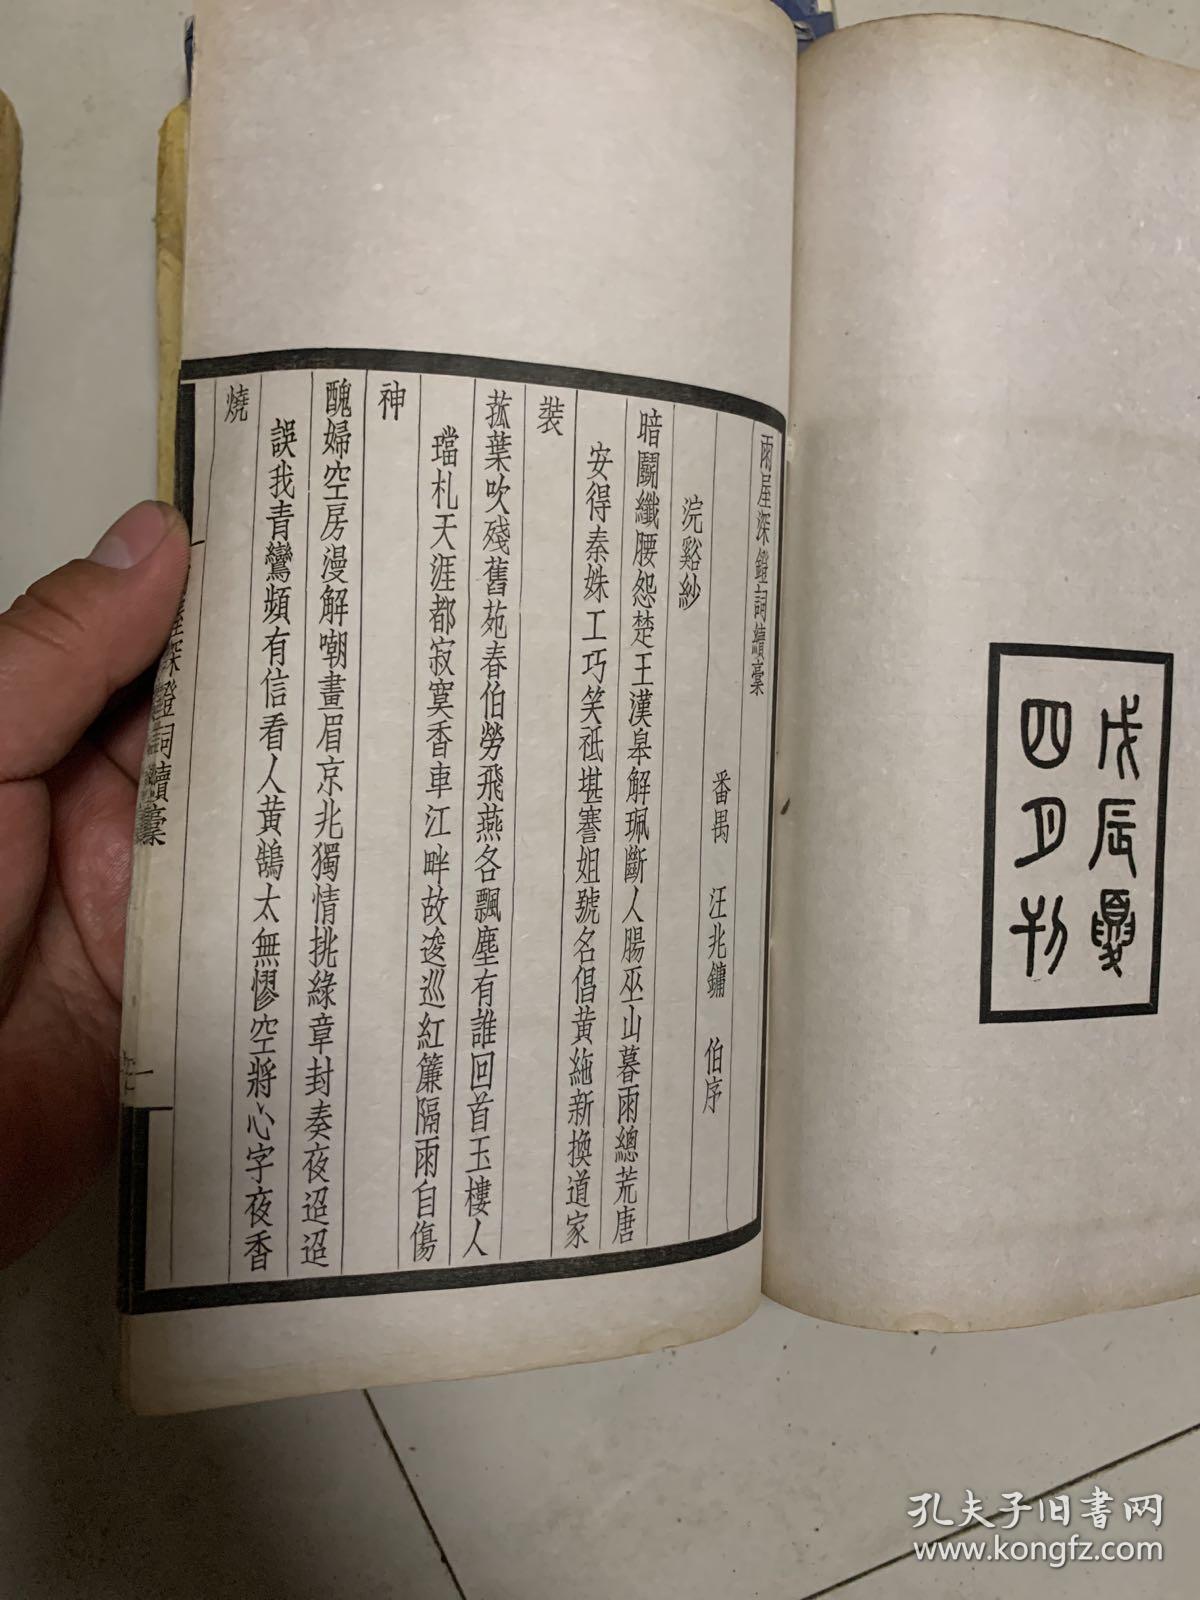 戊辰夏
四月刊
雨屋深鐙詞續稾
番禺 汪兆鏞 伯序
浣谿紗
暗鬭纖腰怨楚王漢皋解珮斷人腸巫山暮雨總荒唐
安得秦姝工巧笑祗堪謇姐號名倡黃絁新換道家
裝
菰葉吹殘舊苑春伯勞飛燕各飄塵有誰回首玉樓人
璫札天涯都寂寞香車江畔故逡巡紅簾隔雨自傷
神
醜婦空房漫解嘲畫眉京兆獨情挑綠章封奏夜迢迢
誤我青鸞頻有信看人黃鵠太無憀空將心字夜香
燒
屋深鐙詞續稾
孔夫子旧书网
www.kongfz.com